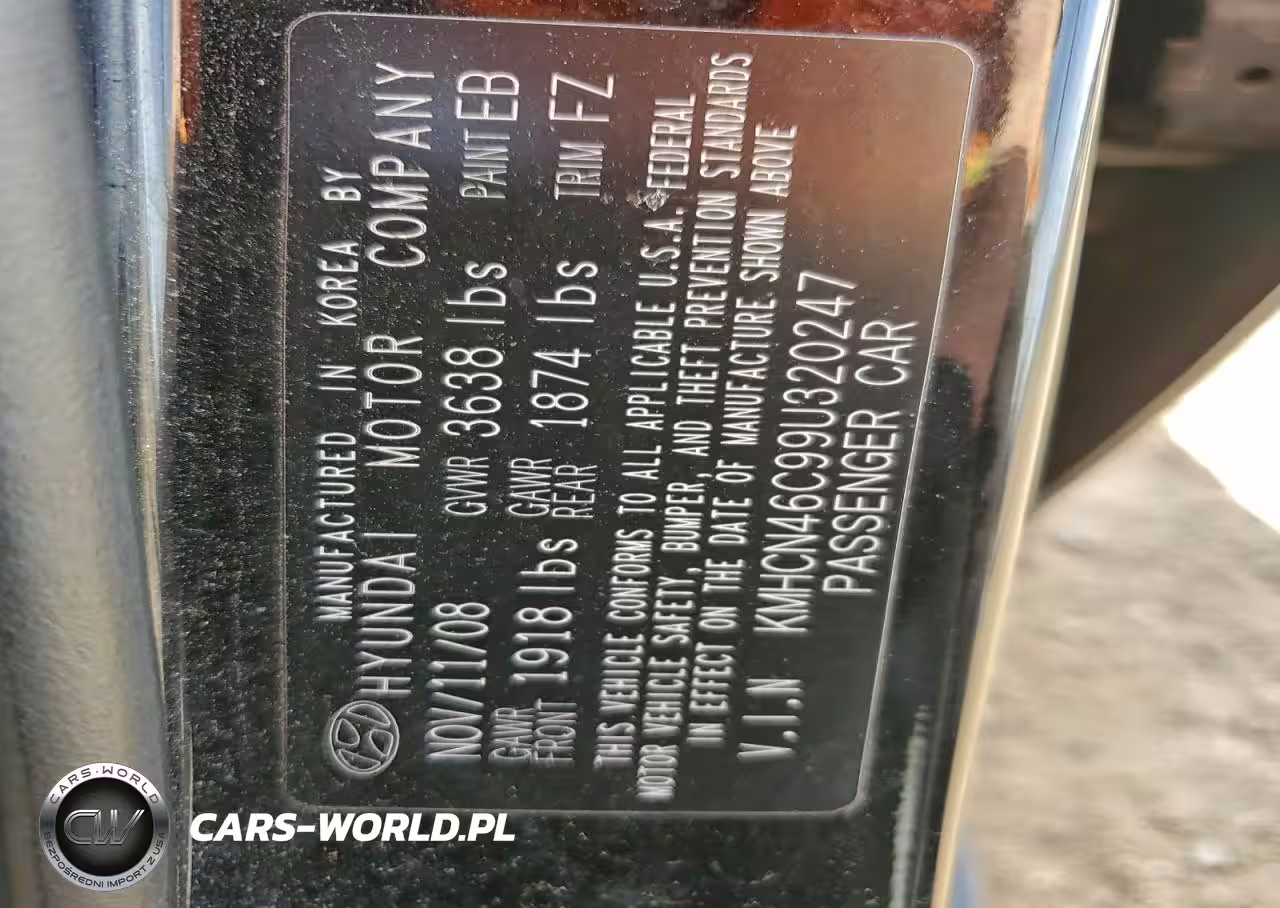 MANUFACTURED IN KOREA BY
HYUNDAI MOTOR COMPANY
NOV/11/08 GVWR 3638 lbs PAINT EB
GAWR FRONT 1918 lbs GAWR REAR 1874 lbs TRIM FZ
THIS VEHICLE CONFORMS TO ALL APPLICABLE U.S.A. FEDERAL
MOTOR VEHICLE SAFETY, BUMPER, AND THEFT PREVENTION STANDARDS
IN EFFECT ON THE DATE OF MANUFACTURE SHOWN ABOVE
V.I.N KMHCN46C99U320247
PASSENGER CAR
CARS-WORLD
CW
BEZPOŚREDNI IMPORT Z USA
CARS-WORLD.PL